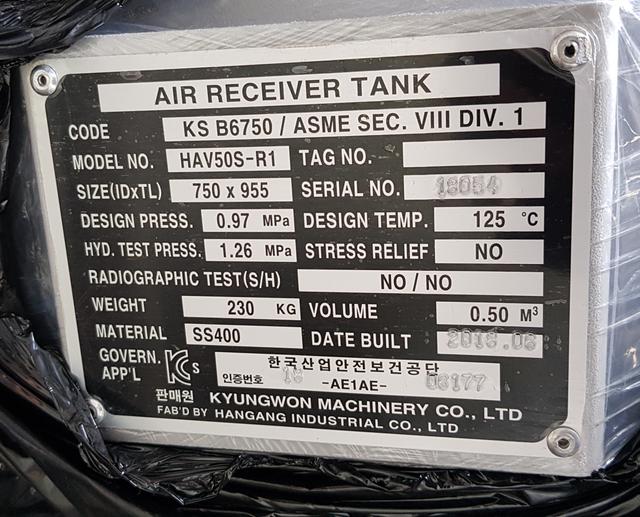 AIR RECEIVER TANK
CODE KS B6750 / ASME SEC. VIII DIV. 1
MODEL NO. HAV50S-R1 TAG NO.
SIZE(IDxTL) 750 x 955 SERIAL NO. 18054
DESIGN PRESS. 0.97 MPa DESIGN TEMP. 125 °C
HYD. TEST PRESS. 1.26 MPa STRESS RELIEF NO
RADIOGRAPHIC TEST(S/H) NO / NO
WEIGHT 230 KG VOLUME 0.50 M³
MATERIAL SS400 DATE BUILT 2018.06
GOVERN. APP'L S 한국산업안전보건공단
인증번호 18 -AE1AE- 06177
판매원 KYUNGWON MACHINERY CO., LTD
FAB'D BY HANGANG INDUSTRIAL CO., LTD